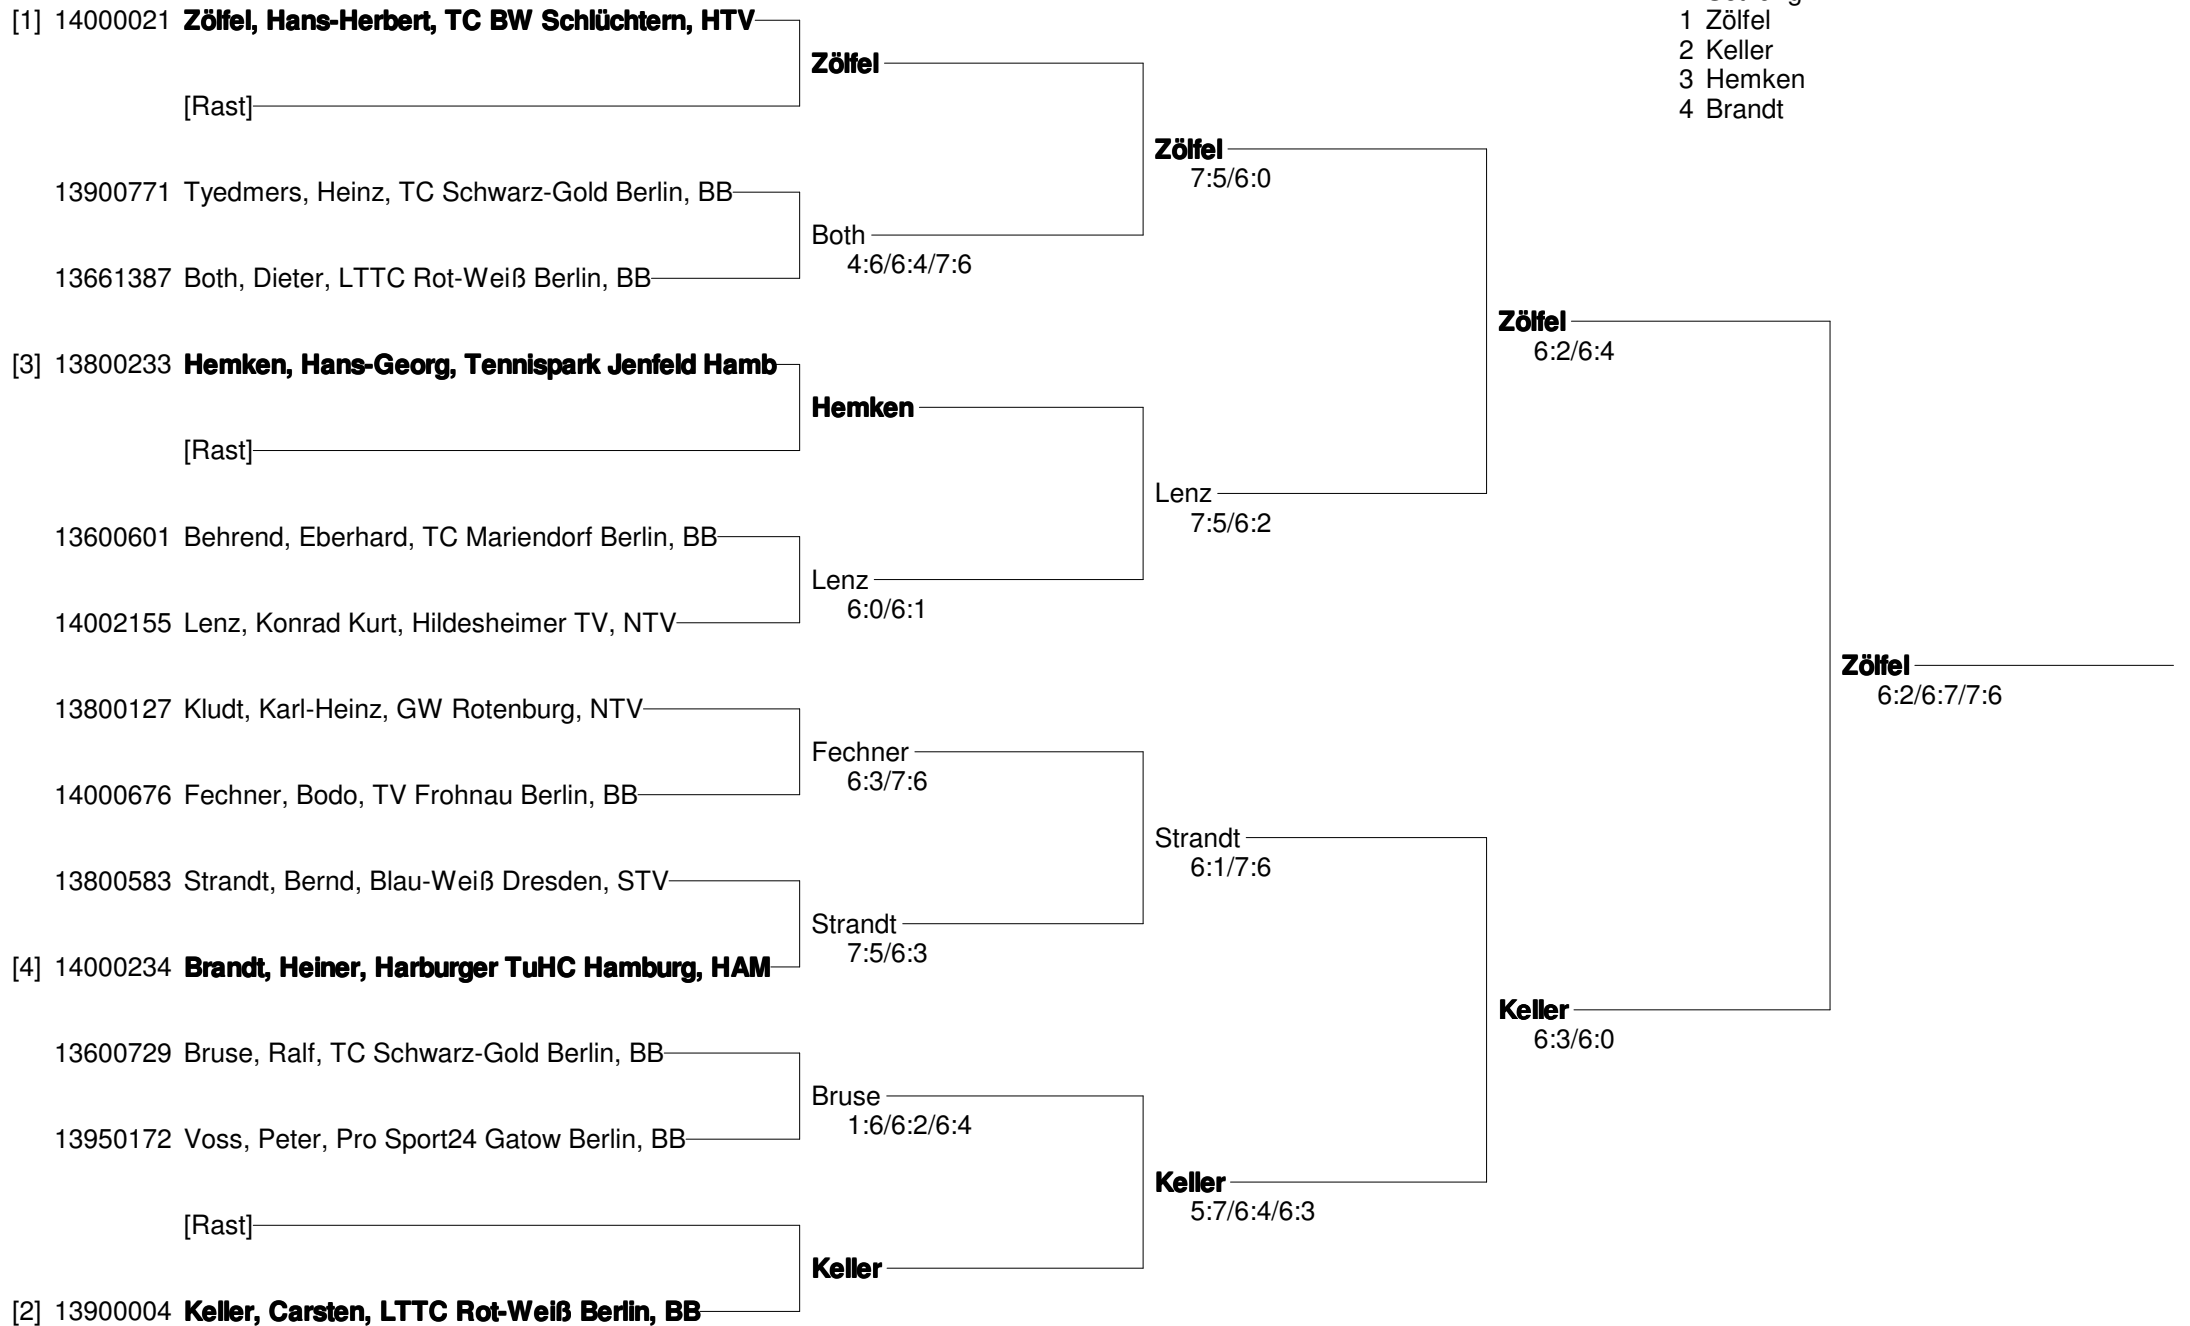 [1] 14000021 Zölfel, Hans-Herbert, TC BW Schlüchtern, HTV
1 Zölfel
2 Keller
3 Hemken
4 Brandt
Zölfel
[Rast]
Zölfel
7:5/6:0
13900771 Tyedmers, Heinz, TC Schwarz-Gold Berlin, BB
Both
4:6/6:4/7:6
13661387 Both, Dieter, LTTC Rot-Weiß Berlin, BB
Zölfel
6:2/6:4
[3] 13800233 Hemken, Hans-Georg, Tennispark Jenfeld Hamb
Hemken
[Rast]
Lenz
7:5/6:2
13600601 Behrend, Eberhard, TC Mariendorf Berlin, BB
Lenz
6:0/6:1
14002155 Lenz, Konrad Kurt, Hildesheimer TV, NTV
Zölfel
6:2/6:7/7:6
13800127 Kludt, Karl-Heinz, GW Rotenburg, NTV
Fechner
6:3/7:6
14000676 Fechner, Bodo, TV Frohnau Berlin, BB
Strandt
6:1/7:6
13800583 Strandt, Bernd, Blau-Weiß Dresden, STV
Strandt
7:5/6:3
[4] 14000234 Brandt, Heiner, Harburger TuHC Hamburg, HAM
Keller
6:3/6:0
13600729 Bruse, Ralf, TC Schwarz-Gold Berlin, BB
Bruse
1:6/6:2/6:4
13950172 Voss, Peter, Pro Sport24 Gatow Berlin, BB
Keller
5:7/6:4/6:3
[Rast]
Keller
[2] 13900004 Keller, Carsten, LTTC Rot-Weiß Berlin, BB